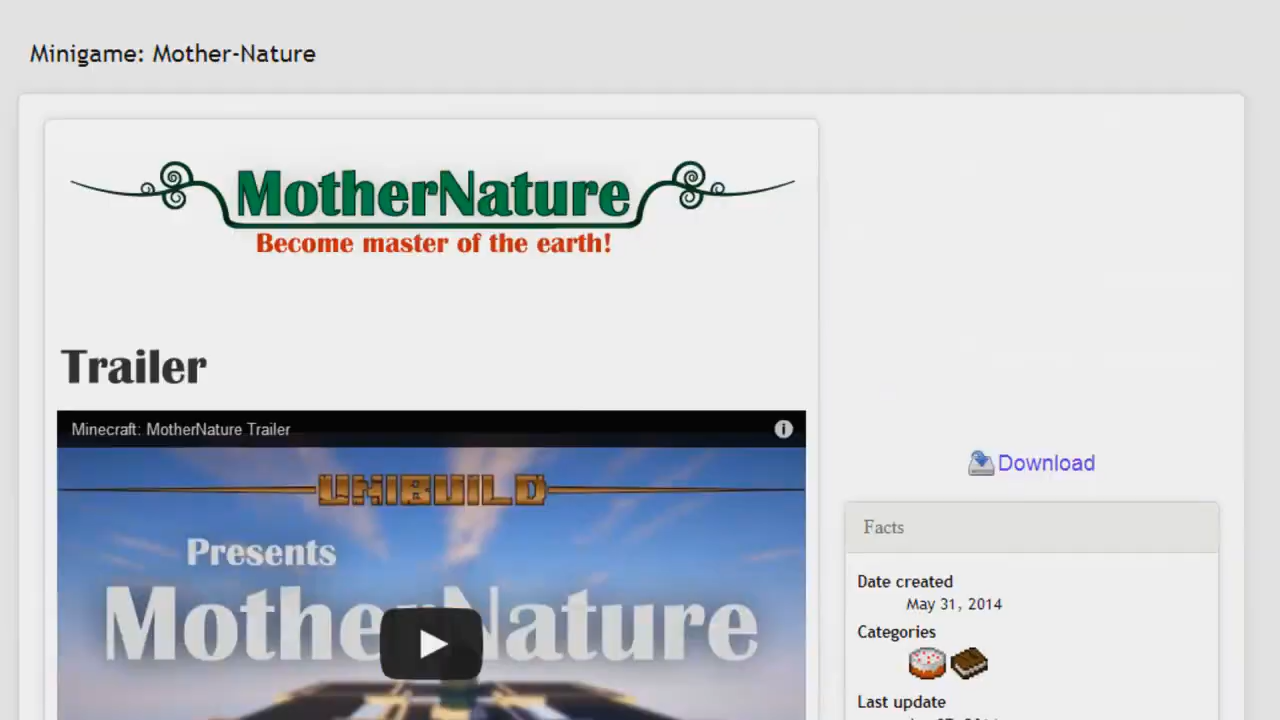 Minigame: Mother-Nature
MotherNature
Become master of the earth!
Trailer
Minecraft: MotherNature Trailer
UNIBUILD
Presents
MotherNature
Download
Facts
Date created
May 31, 2014
Categories
Last update